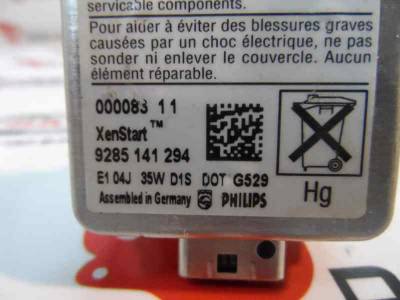 servicable components.
Pour aider à éviter des blessures graves
causées par un choc électrique, ne pas
sonder ni enlever le couvercle. Aucun
élément réparable.
000083 11
XenStart™
9285 141 294
E1 04J 35W D1S DOT G529
Assembled in Germany PHILIPS
Hg